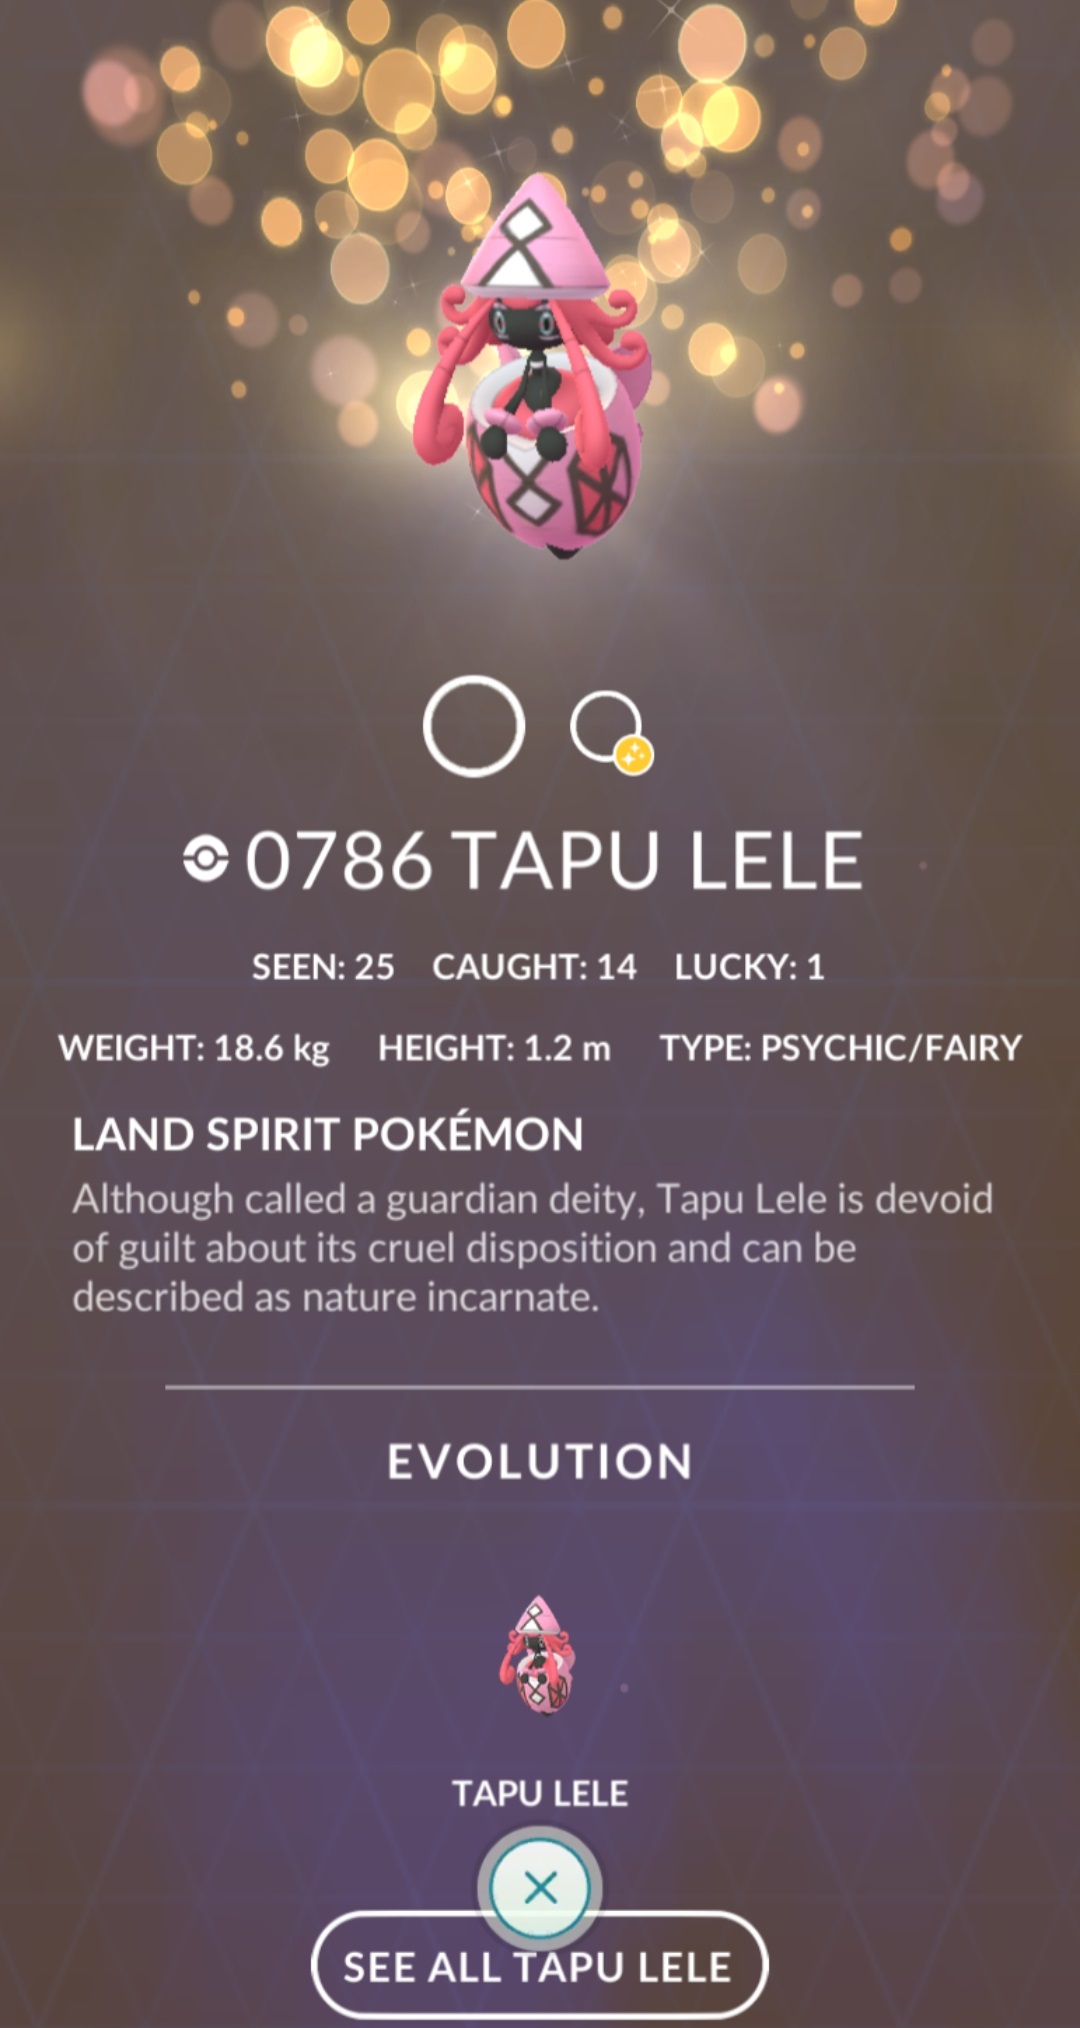 0786 TAPU LELE
SEEN: 25 CAUGHT: 14 LUCKY: 1
WEIGHT: 18.6 kg HEIGHT: 1.2 m TYPE: PSYCHIC/FAIRY
LAND SPIRIT POKÉMON
Although called a guardian deity, Tapu Lele is devoid
of guilt about its cruel disposition and can be
described as nature incarnate.
EVOLUTION
TAPU LELE
SEE ALL TAPU LELE